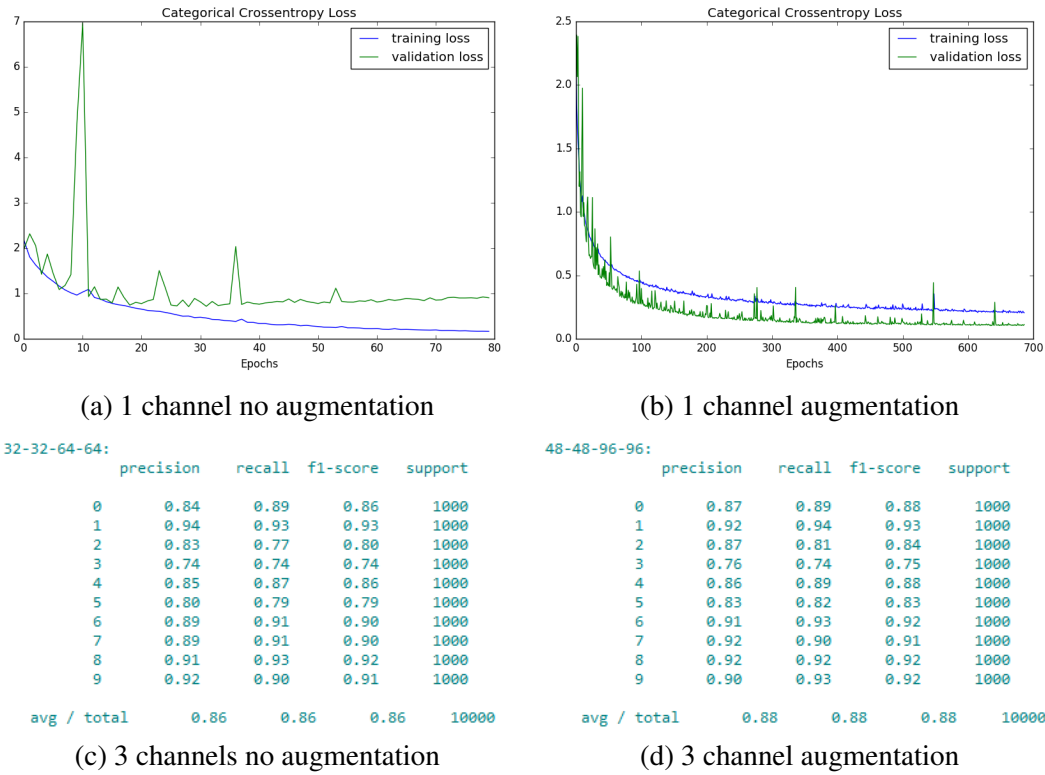 Categorical Crossentropy Loss
training loss
validation loss
7
6
5
4
3
2
1
0
0 10 20 30 40 50 60 70 80
Epochs
(a) 1 channel no augmentation
Categorical Crossentropy Loss
training loss
validation loss
2.5
2.0
1.5
1.0
0.5
0.0
0 100 200 300 400 500 600 700
Epochs
(b) 1 channel augmentation
32-32-64-64:
precision recall f1-score support
0 0.84 0.89 0.86 1000
1 0.94 0.93 0.93 1000
2 0.83 0.77 0.80 1000
3 0.74 0.74 0.74 1000
4 0.85 0.87 0.86 1000
5 0.80 0.79 0.79 1000
6 0.89 0.91 0.90 1000
7 0.89 0.91 0.90 1000
8 0.91 0.93 0.92 1000
9 0.92 0.90 0.91 1000
avg / total 0.86 0.86 0.86 10000
(c) 3 channels no augmentation
48-48-96-96:
precision recall f1-score support
0 0.87 0.89 0.88 1000
1 0.92 0.94 0.93 1000
2 0.87 0.81 0.84 1000
3 0.76 0.74 0.75 1000
4 0.86 0.89 0.88 1000
5 0.83 0.82 0.83 1000
6 0.91 0.93 0.92 1000
7 0.92 0.90 0.91 1000
8 0.92 0.92 0.92 1000
9 0.90 0.93 0.92 1000
avg / total 0.88 0.88 0.88 10000
(d) 3 channel augmentation